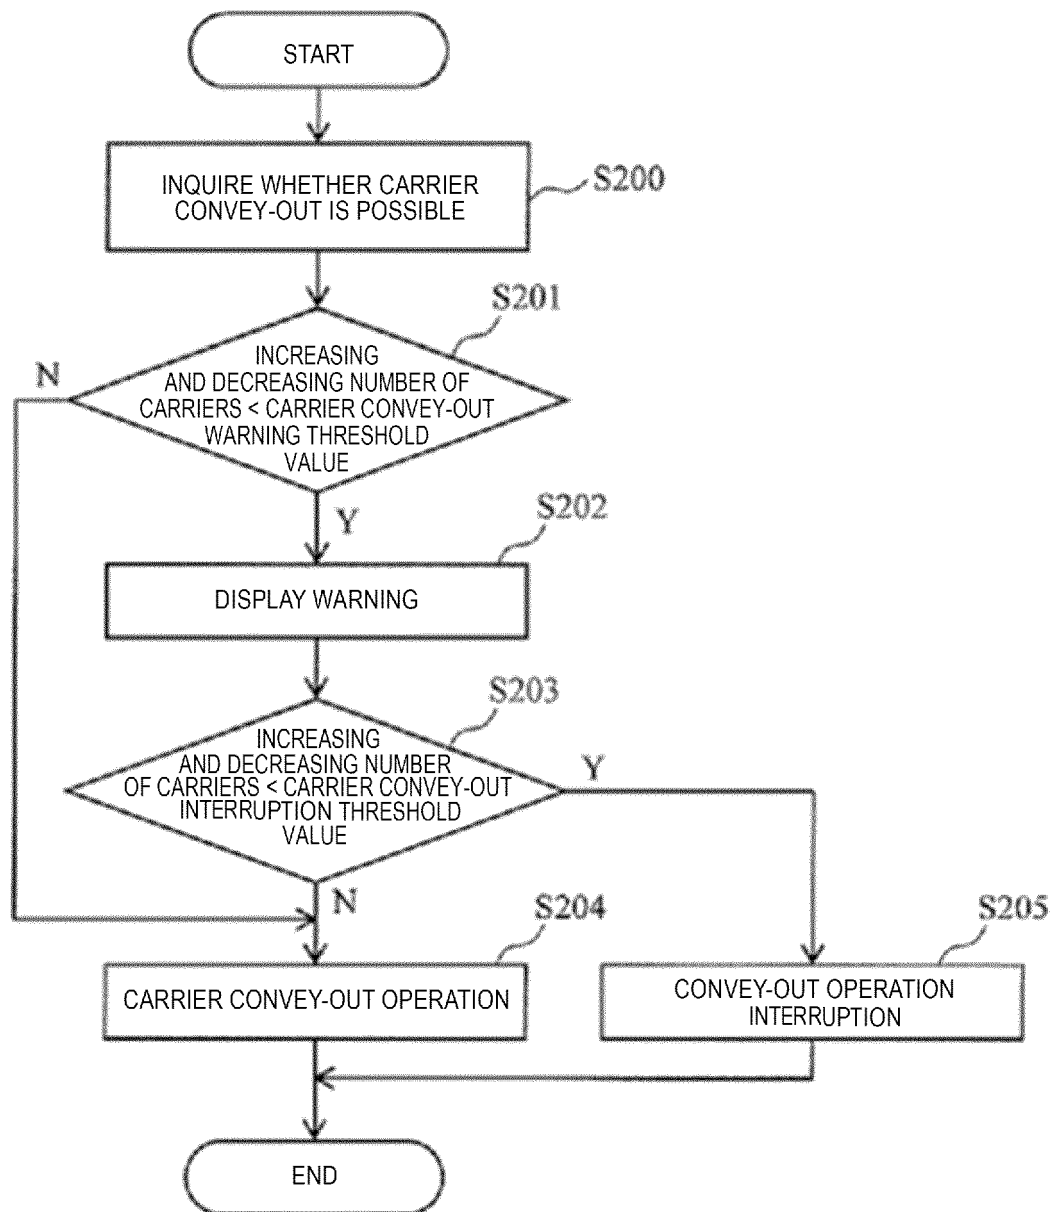 START
INQUIRE WHETHER CARRIER
CONVEY-OUT IS POSSIBLE
S200
S201
N
INCREASING
AND DECREASING NUMBER OF
CARRIERS < CARRIER CONVEY-OUT
WARNING THRESHOLD
VALUE
Y
S202
DISPLAY WARNING
S203
INCREASING
AND DECREASING NUMBER
OF CARRIERS < CARRIER CONVEY-OUT
INTERRUPTION THRESHOLD
VALUE
Y
N
S204
S205
CARRIER CONVEY-OUT OPERATION
CONVEY-OUT OPERATION
INTERRUPTION
END